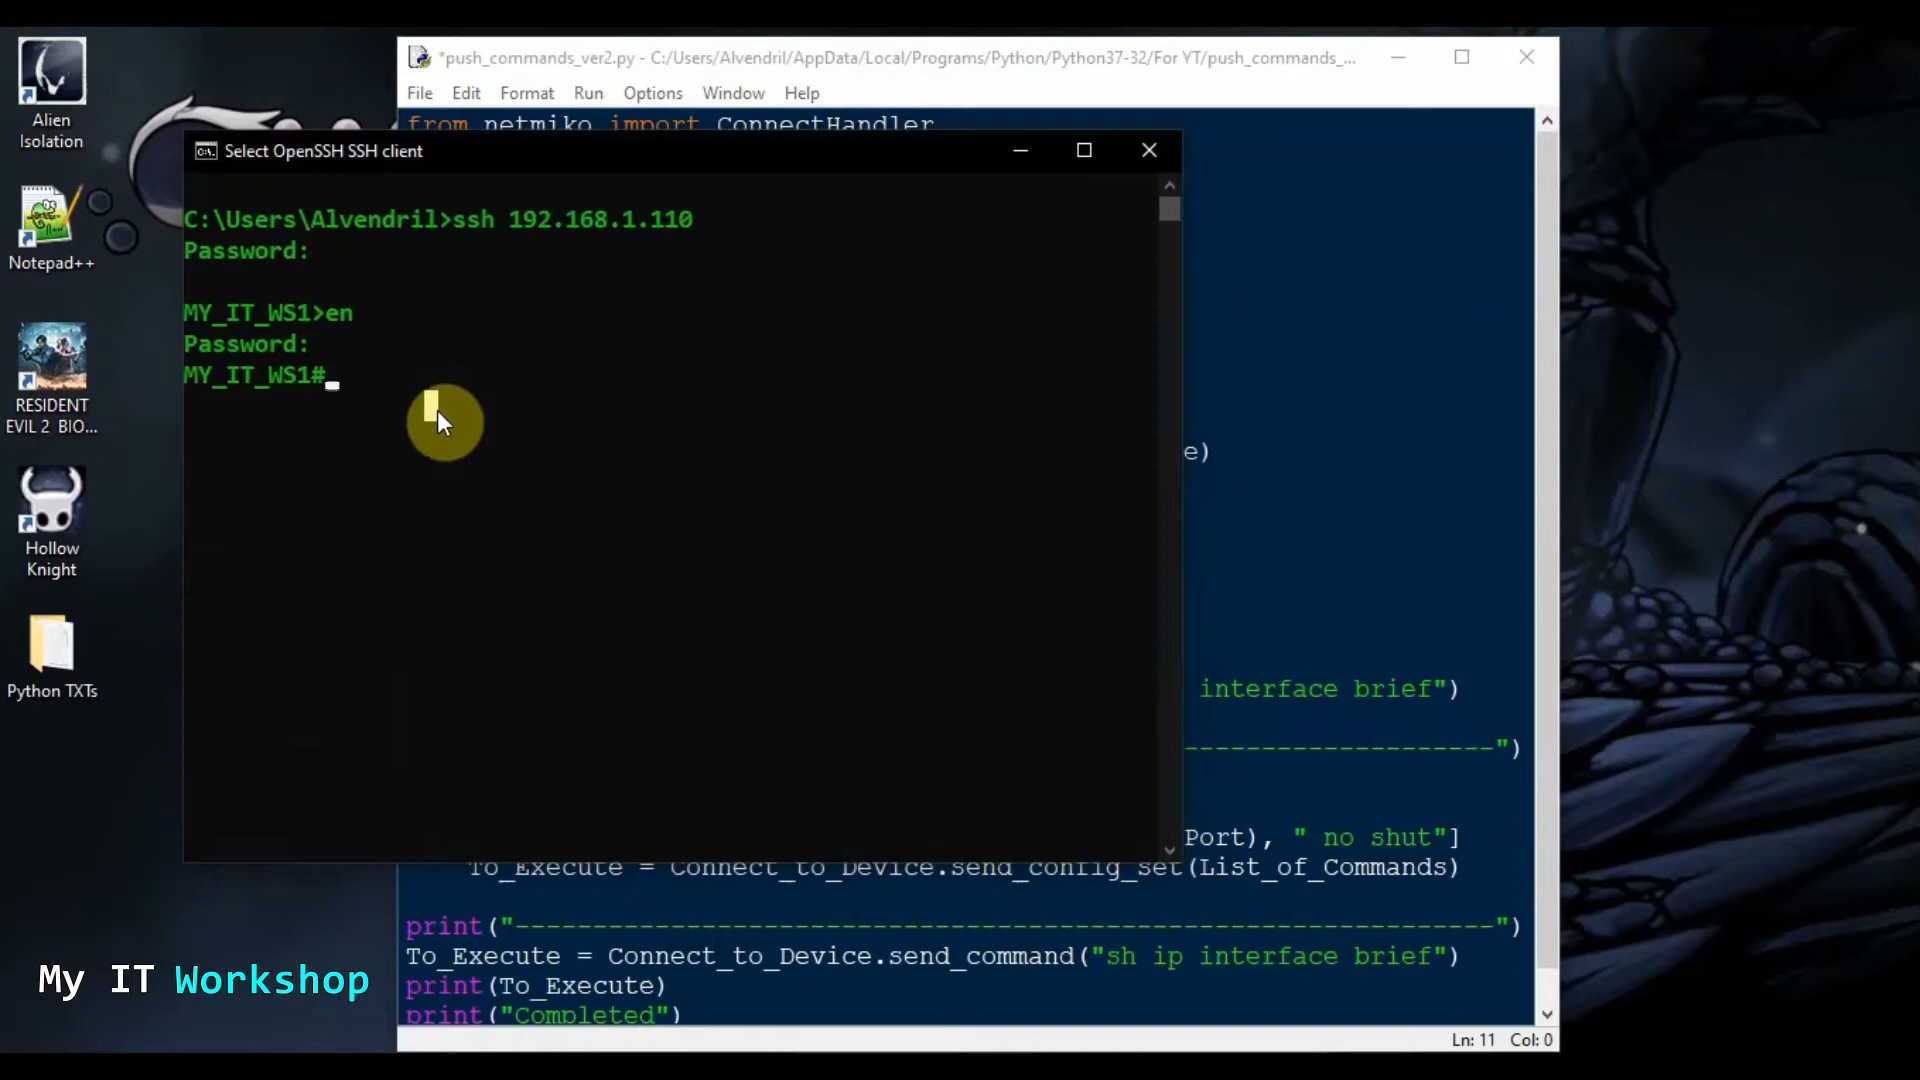 Alien
Isolation
Notepad++
RESIDENT
EVIL 2 BIO...
Hollow
Knight
Python TXTs
*push_commands_ver2.py - C:/Users/Alvendril/AppData/Local/Programs/Python/Python37-32/For YT/push_commands_...
File Edit Format Run Options Window Help
from netmiko import ConnectHandler
Select OpenSSH SSH client
C:\Users\Alvendril>ssh 192.168.1.110
Password:
MY_IT_WS1>en
Password:
MY_IT_WS1#
e)
interface brief")
--------------------")
Port), " no shut"]
To_Execute = Connect_to_Device.send_config_set(List_of_Commands)
print("---------------------------------------------------------------")
To_Execute = Connect_to_Device.send_command("sh ip interface brief")
print(To_Execute)
print("Completed")
Ln: 11 Col: 0
My IT Workshop